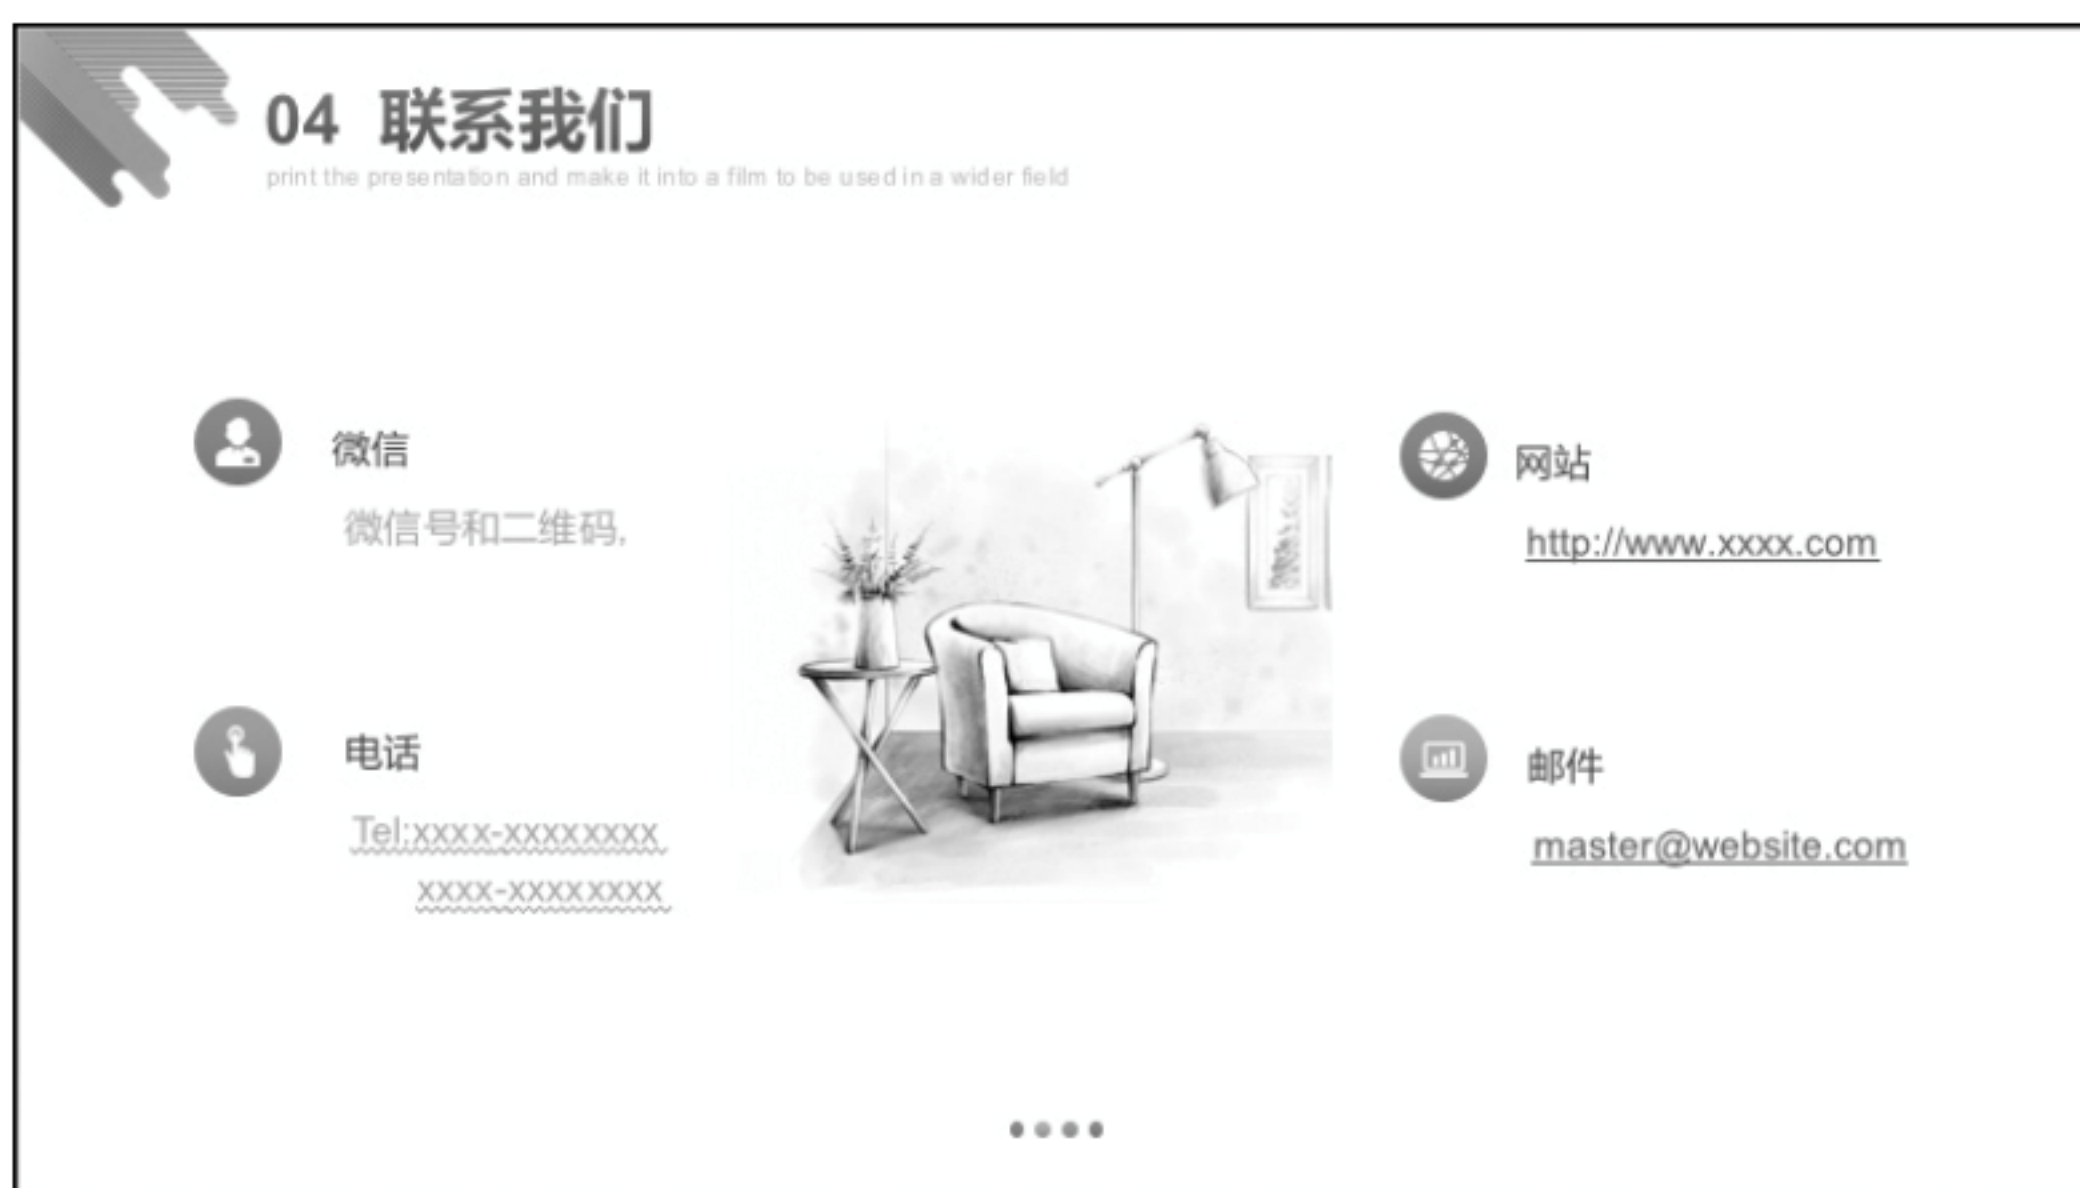 04 联系我们
print the presentation and make it into a film to be used in a wider field
微信
微信号和二维码,
电话
Tel:xxxx-xxxxxxxx
xxxx-xxxxxxxx
网站
http://www.xxxx.com
邮件
master@website.com